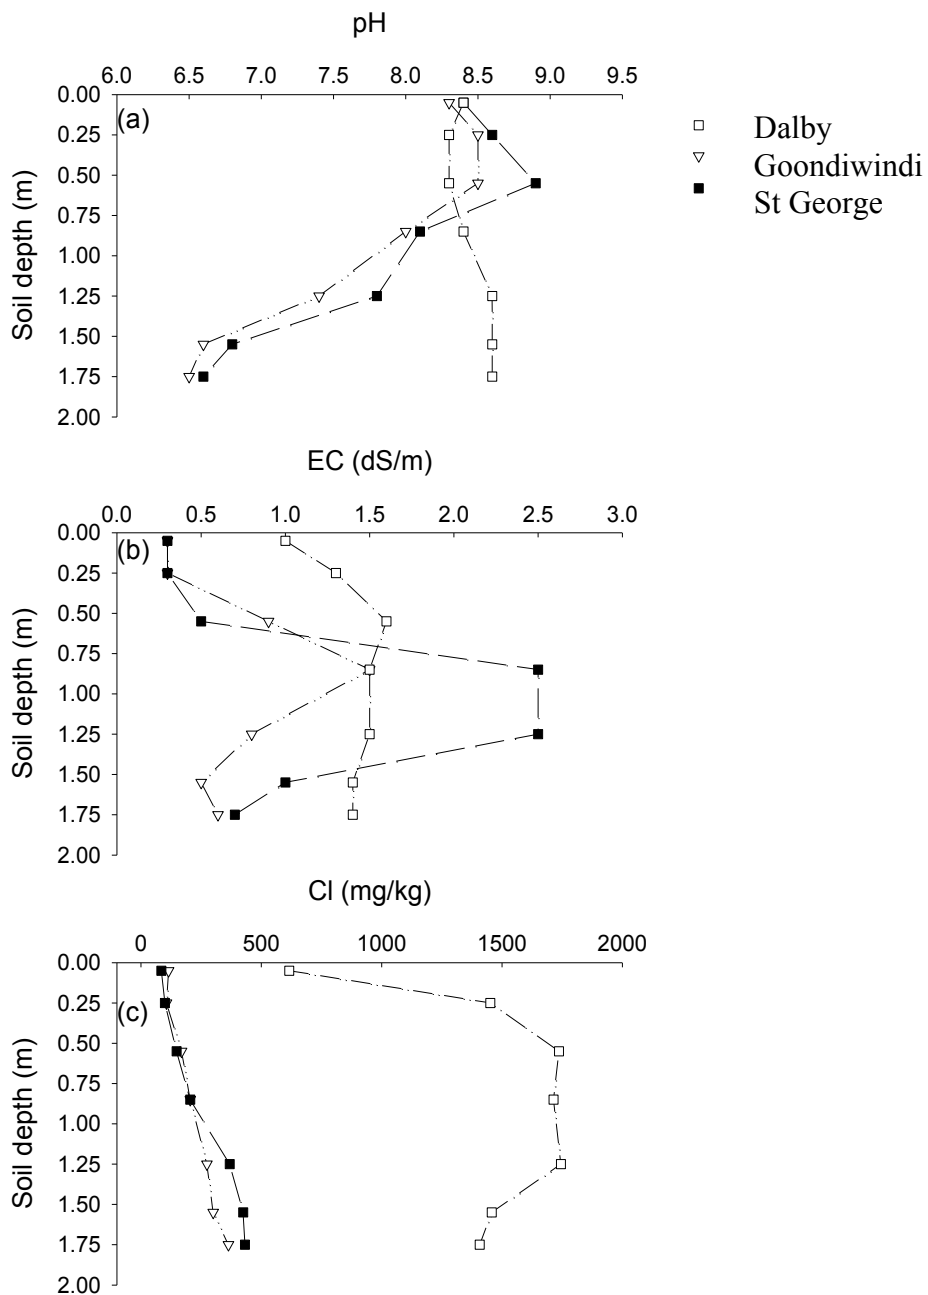 pH
6.0 6.5 7.0 7.5 8.0 8.5 9.0 9.5
0.00
(a)
0.25
0.50
0.75
1.00
1.25
1.50
1.75
2.00
Soil depth (m)
Dalby
Goondiwindi
St George
EC (dS/m)
0.0 0.5 1.0 1.5 2.0 2.5 3.0
0.00
(b)
0.25
0.50
0.75
1.00
1.25
1.50
1.75
2.00
Soil depth (m)
Cl (mg/kg)
0 500 1000 1500 2000
0.00
0.25
(c)
0.50
0.75
1.00
1.25
1.50
1.75
2.00
Soil depth (m)